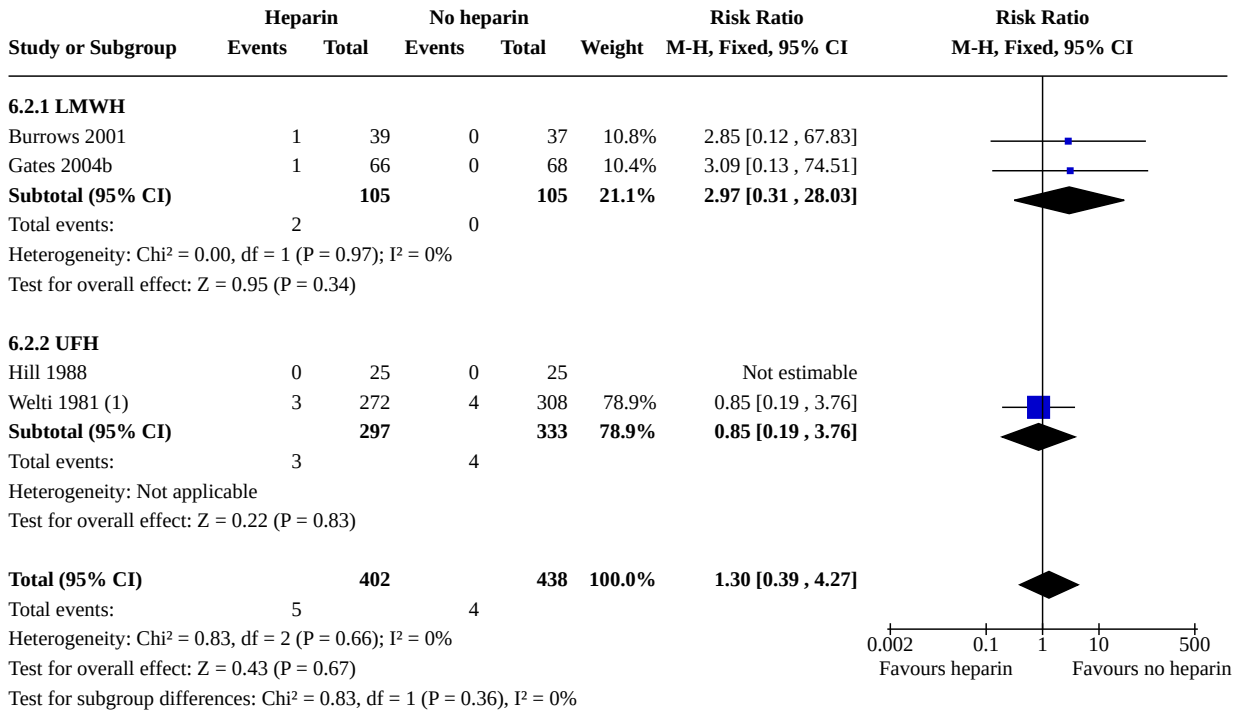 Heparin No heparin Risk Ratio Risk Ratio
Study or Subgroup Events Total Events Total Weight M-H, Fixed, 95% CI M-H, Fixed, 95% CI
6.2.1 LMWH
Burrows 2001 1 39 0 37 10.8% 2.85 [0.12 , 67.83]
Gates 2004b 1 66 0 68 10.4% 3.09 [0.13 , 74.51]
Subtotal (95% CI) 105 105 21.1% 2.97 [0.31 , 28.03]
Total events: 2 0
Heterogeneity: Chi² = 0.00, df = 1 (P = 0.97); I² = 0%
Test for overall effect: Z = 0.95 (P = 0.34)
6.2.2 UFH
Hill 1988 0 25 0 25 Not estimable
Welti 1981 (1) 3 272 4 308 78.9% 0.85 [0.19 , 3.76]
Subtotal (95% CI) 297 333 78.9% 0.85 [0.19 , 3.76]
Total events: 3 4
Heterogeneity: Not applicable
Test for overall effect: Z = 0.22 (P = 0.83)
Total (95% CI) 402 438 100.0% 1.30 [0.39 , 4.27]
Total events: 5 4
Heterogeneity: Chi² = 0.83, df = 2 (P = 0.66); I² = 0%
Test for overall effect: Z = 0.43 (P = 0.67)
Test for subgroup differences: Chi² = 0.83, df = 1 (P = 0.36), I² = 0%
0.002 0.1 1 10 500
Favours heparin Favours no heparin